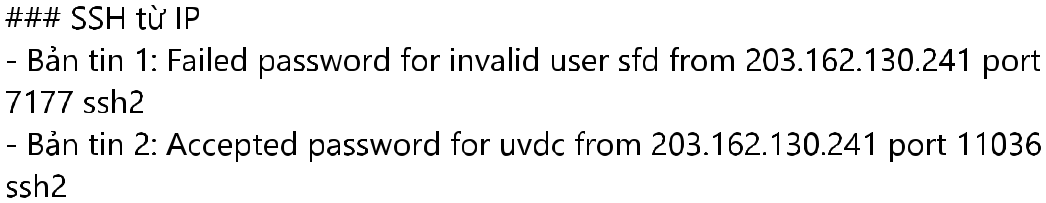 ### SSH từ IP
- Bản tin 1: Failed password for invalid user sfd from 203.162.130.241 port
7177 ssh2
- Bản tin 2: Accepted password for uvdc from 203.162.130.241 port 11036
ssh2